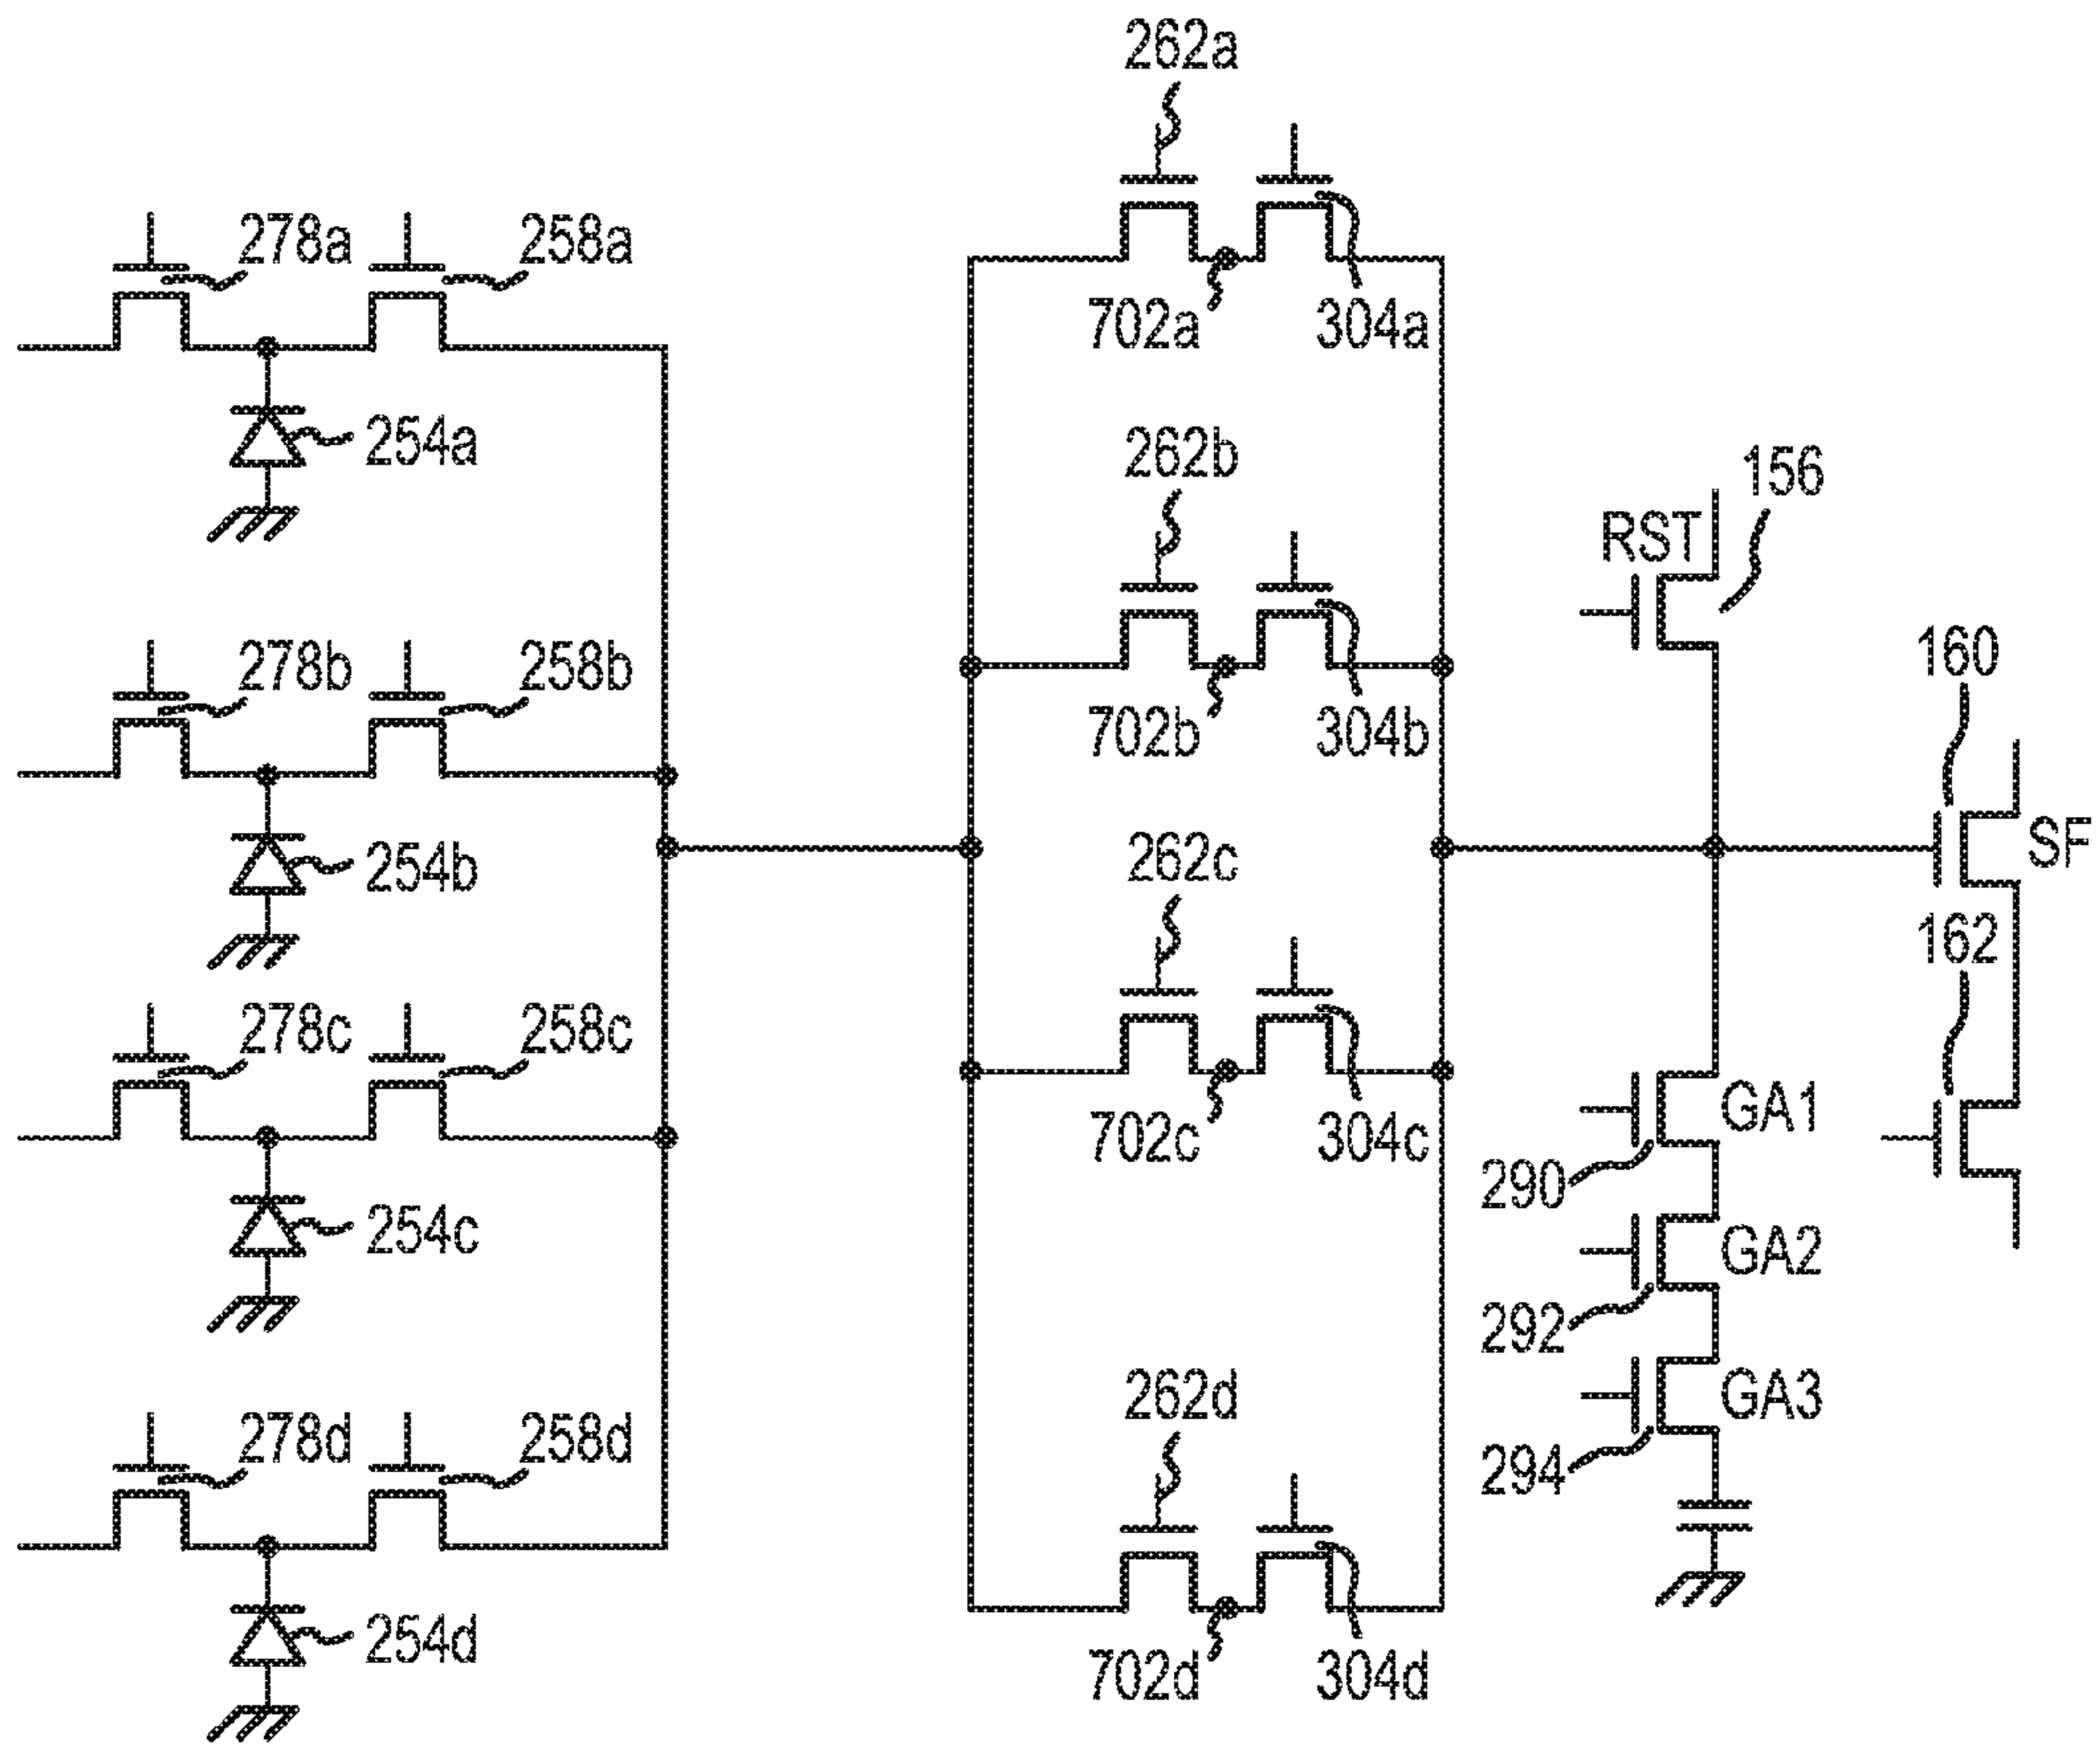 262a
278a
258a
702a
304a
254a
262b
156
RST
278b
258b
160
702b
304b
SF
254b
262c
162
278c
258c
GA1
702c
304c
290
254c
GA2
292
262d
GA3
278d
258d
294
254d
702d
304d